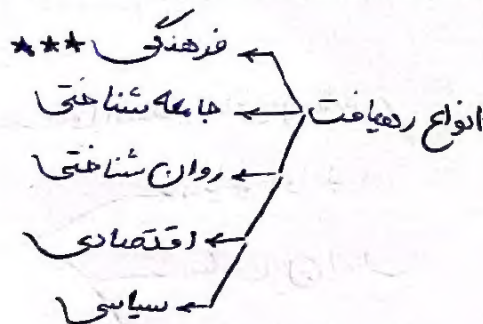 انواع رهیافت
فرهنگی ***
جامعه شناختی
روان شناختی
اقتصادی
سیاسی